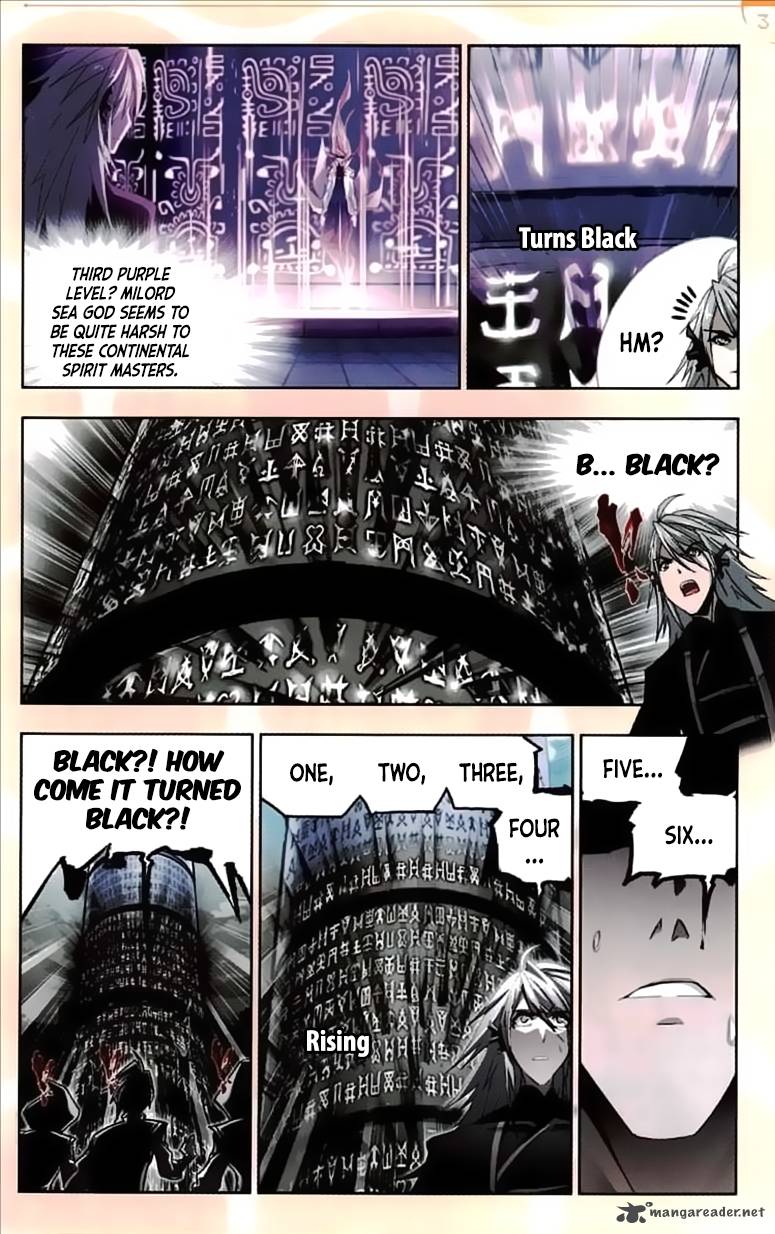 3
THIRD PURPLE
LEVEL? MILORD
SEA GOD SEEMS TO
BE QUITE HARSH TO
THESE CONTINENTAL
SPIRIT MASTERS.
Turns Black
HM?
B... BLACK?
BLACK?! HOW
COME IT TURNED
BLACK?!
ONE, TWO, THREE,
FOUR
...
Rising
FIVE...
SIX...
mangareader.net